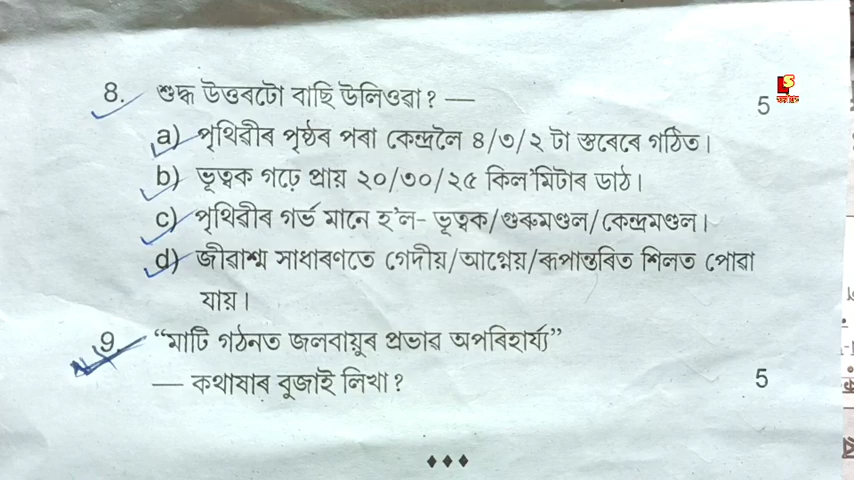 8. শুদ্ধ উত্তৰটো বাছি উলিওৱা? — 5
a) পৃথিৱীৰ পৃষ্ঠৰ পৰা কেন্দ্ৰলৈ ৪/৩/২ টা স্তৰেৰে গঠিত।
b) ভূত্বক গঢ়ে প্ৰায় ২০/৩০/২৫ কিল'মিটাৰ ডাঠ।
c) পৃথিৱীৰ গৰ্ভ মানে হ'ল- ভূত্বক/গুৰুমণ্ডল/কেন্দ্ৰমণ্ডল।
d) জীৱাশ্ম সাধাৰণতে গেদীয়/আগ্নেয়/ৰূপান্তৰিত শিলত পোৱা
যায়।
9. “মাটি গঠনত জলবায়ুৰ প্ৰভাৱ অপৰিহাৰ্য্য”
— কথাষাৰ বুজাই লিখা? 5